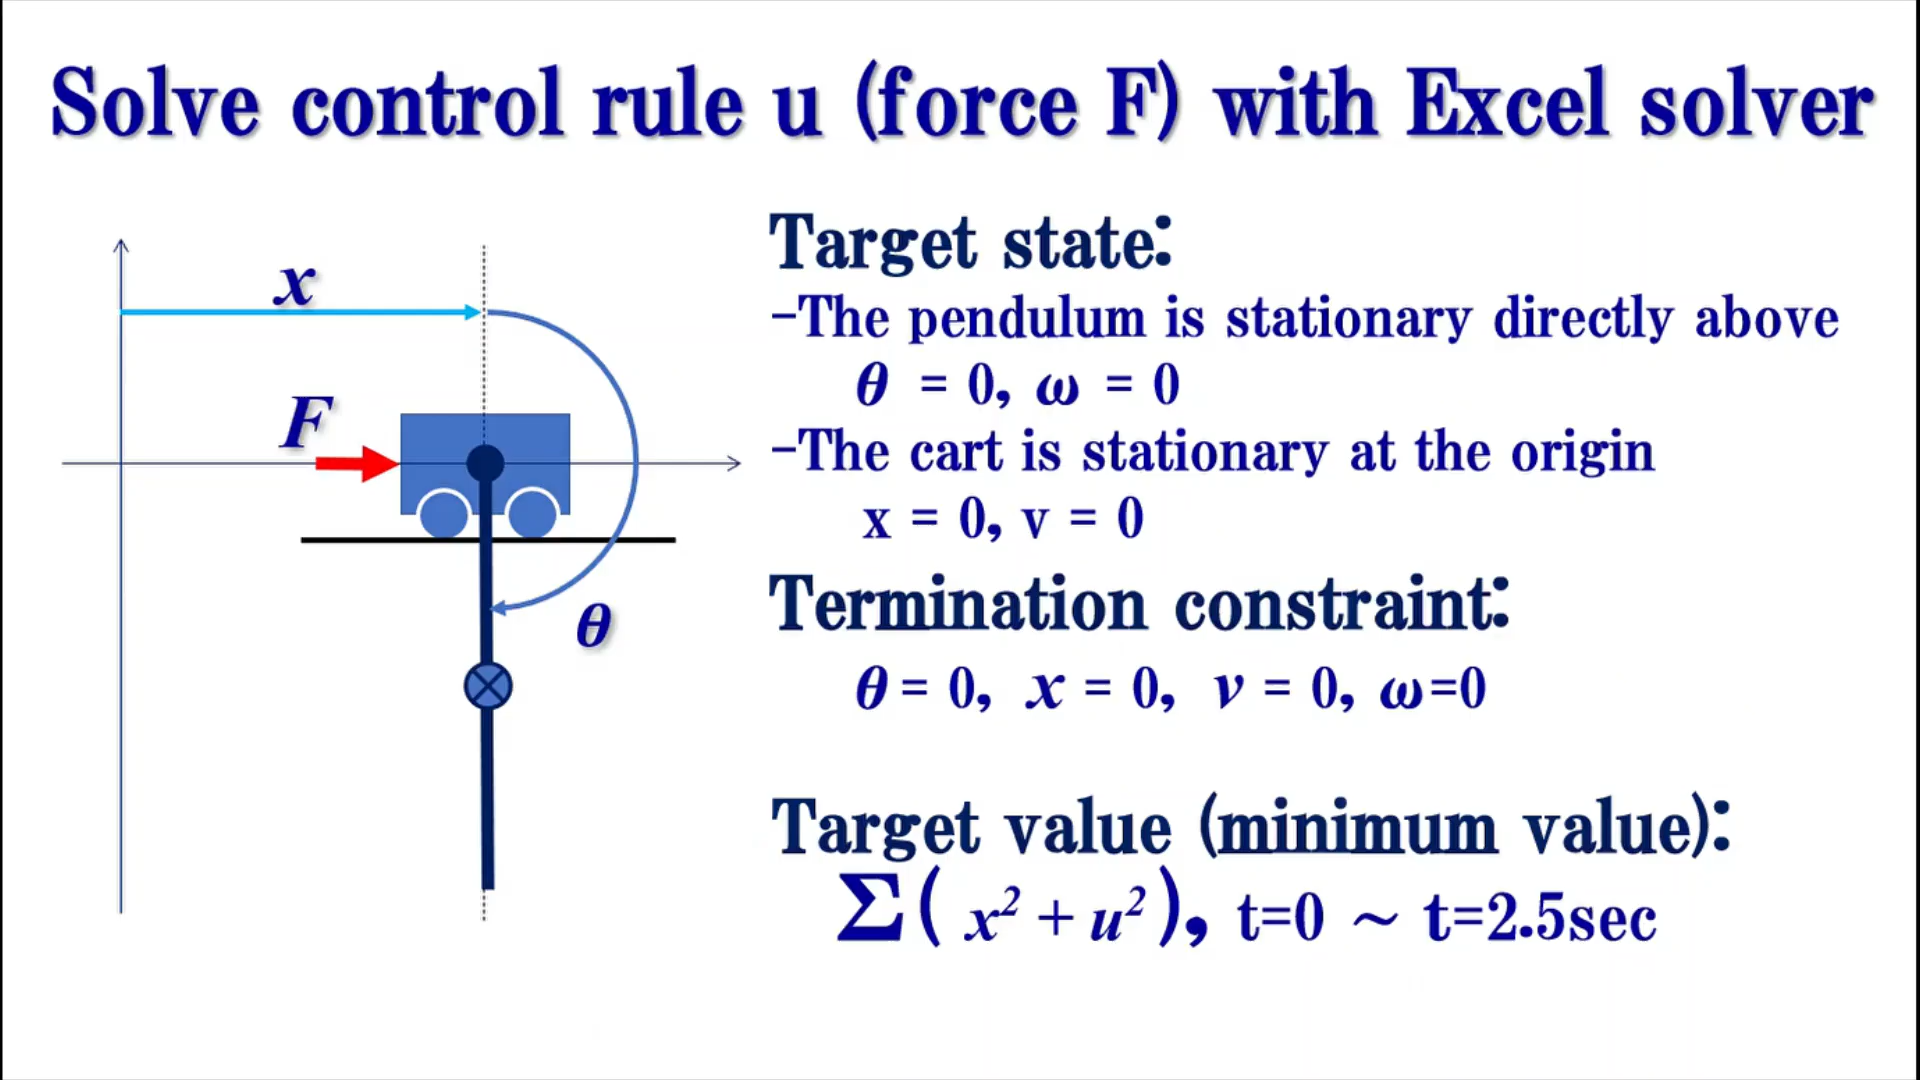 Solve control rule u (force F) with Excel solver
x
F
θ
Target state:
-The pendulum is stationary directly above
θ = 0, ω = 0
-The cart is stationary at the origin
x = 0, v = 0
Termination constraint:
θ = 0, x = 0, v = 0, ω=0
Target value (minimum value):
Σ( x² + u² ), t=0 ~ t=2.5sec